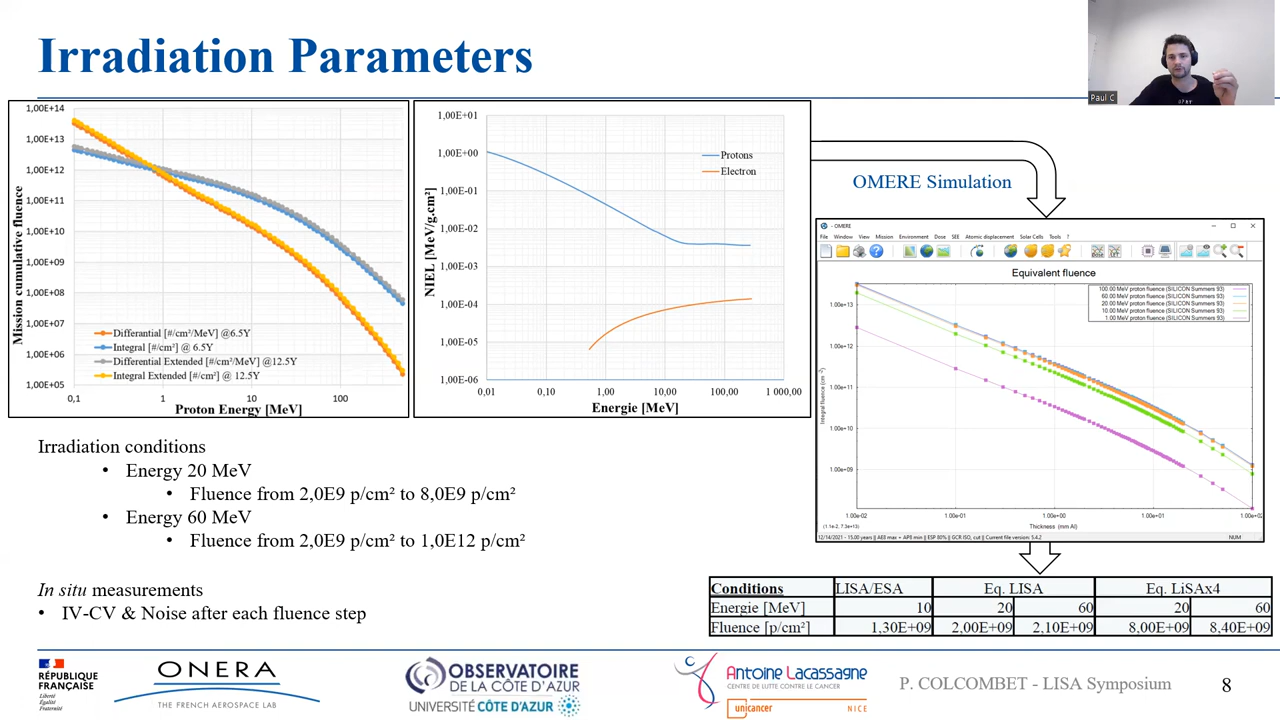 Irradiation Parameters
Paul C
1,00E+14
1,00E+13
1,00E+12
1,00E+11
1,00E+10
1,00E+09
1,00E+08
1,00E+07
1,00E+06
1,00E+05
Mission cumulative fluence
Differantial [#/cm²/MeV] @6.5Y
Integral [#/cm²] @ 6.5Y
Differantial Extended [#/cm²/MeV] @12.5Y
Integral Extended [#/cm²] @ 12.5Y
0,1 1 10 100
Proton Energy [MeV]
1,00E+01
1,00E+00
1,00E-01
1,00E-02
1,00E-03
1,00E-04
1,00E-05
1,00E-06
NIEL [MeV/g.cm²]
Protons
Electron
0,01 0,10 1,00 10,00 100,00 1 000,00
Energie [MeV]
OMERE Simulation
- OMERE
File Window View Mission Environment Dose SEE Atomic displacement Solar Cells Tools ?
Equivalent fluence
100.00 MeV proton fluence (SILICON Summers 93)
60.00 MeV proton fluence (SILICON Summers 93)
20.00 MeV proton fluence (SILICON Summers 93)
10.00 MeV proton fluence (SILICON Summers 93)
1.00 MeV proton fluence (SILICON Summers 93)
1.00e+13
1.00e+12
1.00e+11
1.00e+10
1.00e+09
Integral fluence (cm-2)
1.00e-02 1.00e-01 1.00e+00 1.00e+01 1.00e+02
Thickness (mm Al)
(1.1e-2, 7.3e+13)
12/14/2021 - 15.00 years || AE8 max + AP8 min || ESP 80% || GCR ISO, cut || Current file version: 5.4.2
NUM
Irradiation conditions
• Energy 20 MeV
• Fluence from 2,0E9 p/cm² to 8,0E9 p/cm²
• Energy 60 MeV
• Fluence from 2,0E9 p/cm² to 1,0E12 p/cm²
In situ measurements
• IV-CV & Noise after each fluence step
Conditions LISA/ESA Eq. LISA Eq. LiSAx4
Energie [MeV] 10 20 60 20 60
Fluence [p/cm²] 1,30E+09 2,00E+09 2,10E+09 8,00E+09 8,40E+09
RÉPUBLIQUE
FRANÇAISE
Liberté
Égalité
Fraternité
ONERA
THE FRENCH AEROSPACE LAB
OBSERVATOIRE
DE LA CÔTE D'AZUR
UNIVERSITÉ CÔTE D'AZUR
Antoine Lacassagne
CENTRE DE LUTTE CONTRE LE CANCER
unicancer NICE
P. COLCOMBET - LISA Symposium
8